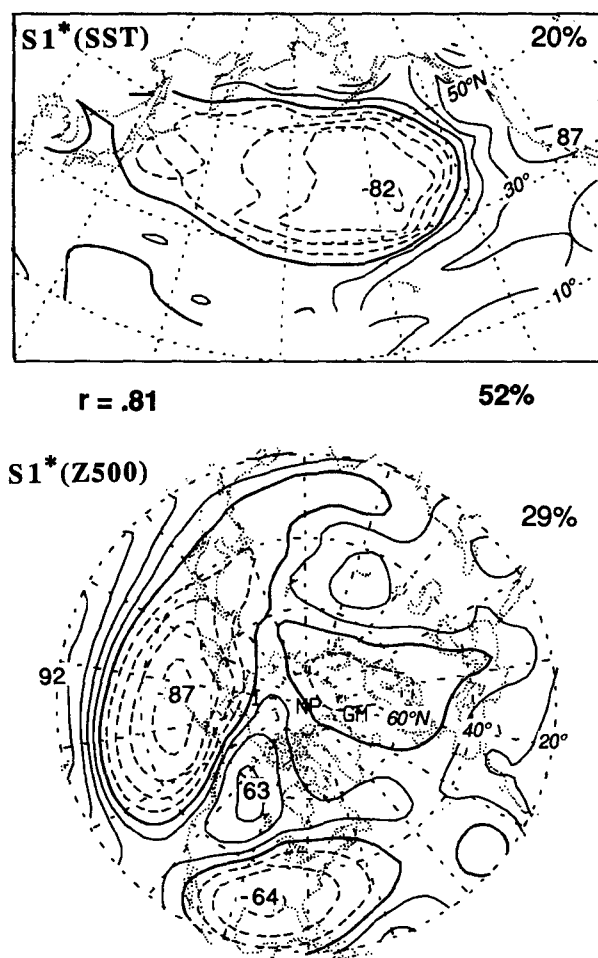 S1*(SST)
20%
50°N
87
-82
30°
10°
r = .81
52%
S1*(Z500)
29%
92
87
NP
GM
60°N
40°
20°
63
-64